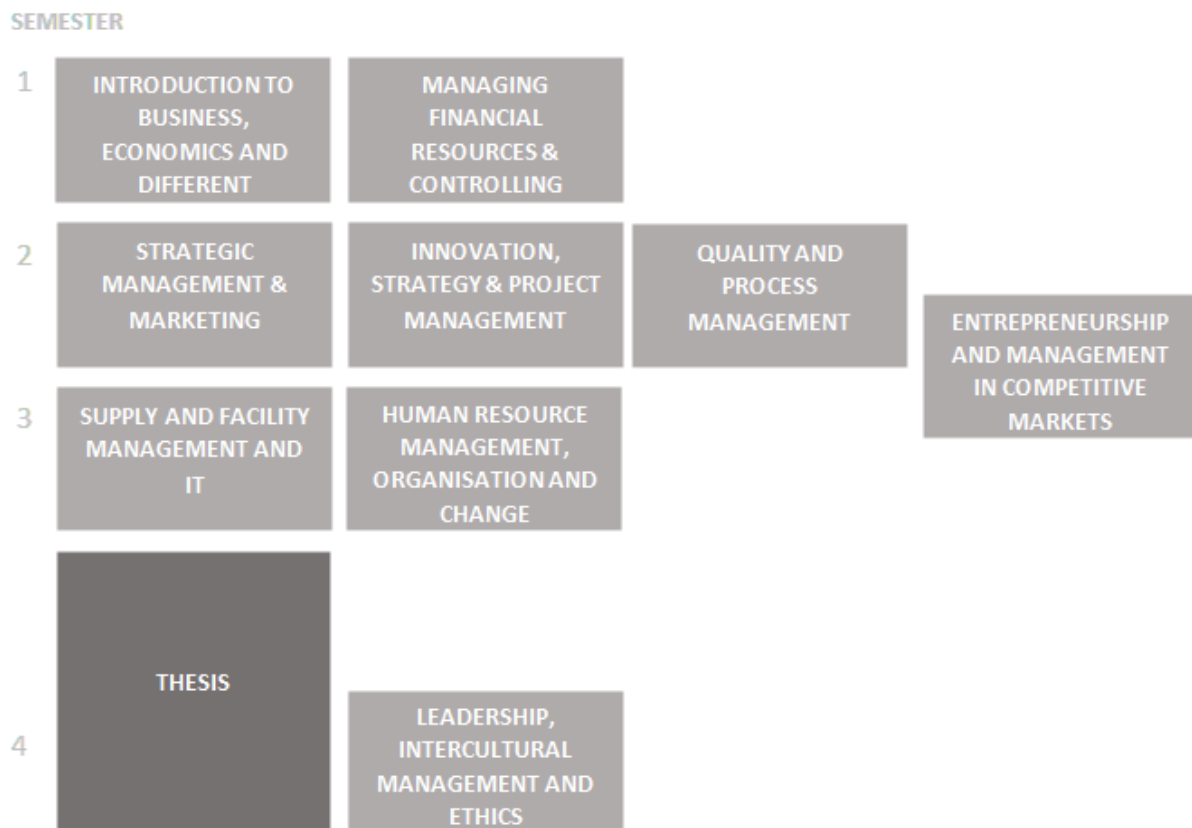 SEMESTER
1
INTRODUCTION TO
BUSINESS,
ECONOMICS AND
DIFFERENT
MANAGING
FINANCIAL
RESOURCES &
CONTROLLING
2
STRATEGIC
MANAGEMENT &
MARKETING
INNOVATION,
STRATEGY & PROJECT
MANAGEMENT
QUALITY AND
PROCESS
MANAGEMENT
ENTREPRENEURSHIP
AND MANAGEMENT
IN COMPETITIVE
MARKETS
3
SUPPLY AND FACILITY
MANAGEMENT AND
IT
HUMAN RESOURCE
MANAGEMENT,
ORGANISATION AND
CHANGE
4
THESIS
LEADERSHIP,
INTERCULTURAL
MANAGEMENT AND
ETHICS